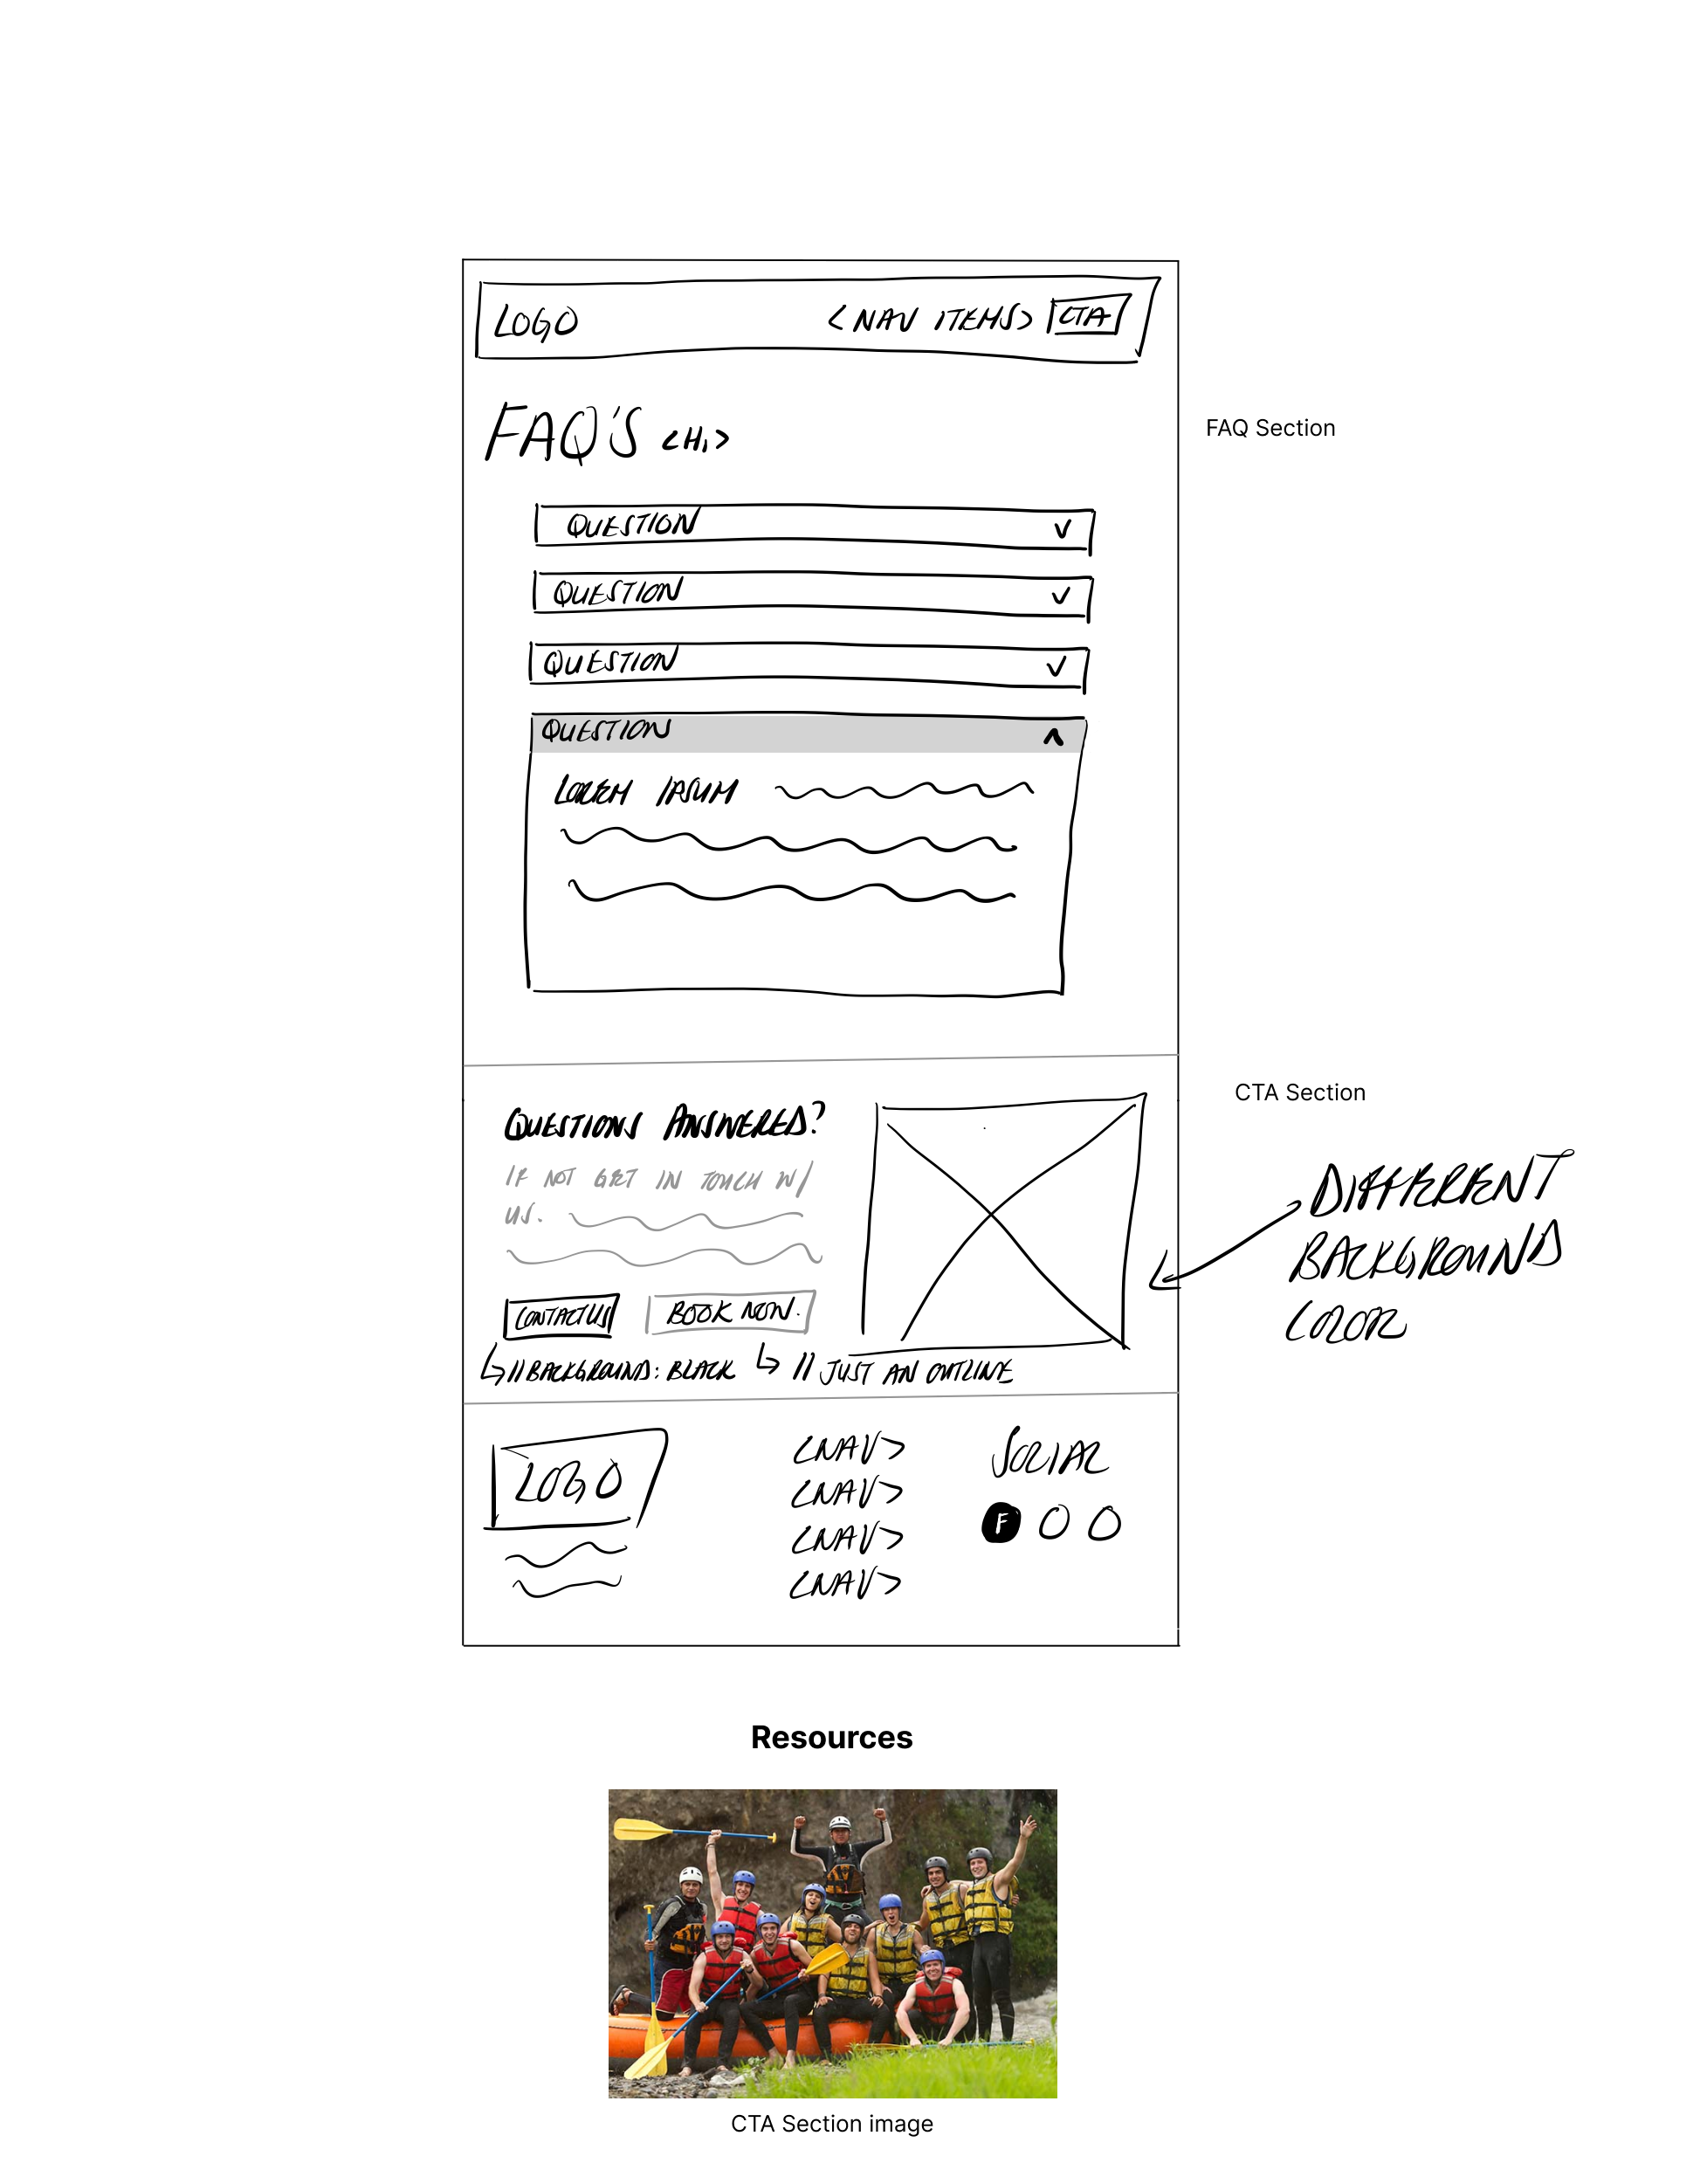 LOGO <NAV ITEMS> CTA
FAQ'S <H1>
FAQ Section
QUESTION
QUESTION
QUESTION
QUESTION
LOREM IPSUM
CTA Section
QUESTIONS ANSWERED?
IF NOT GET IN TOUCH W/
US.
CONTACT US BOOK NOW.
//BACKGROUND: BLACK // JUST AN OUTLINE
DIFFERENT
BACKGROUND
COLOR
LOGO
<NAV>
<NAV>
<NAV>
<NAV>
SOCIAL
F
Resources
CTA Section image